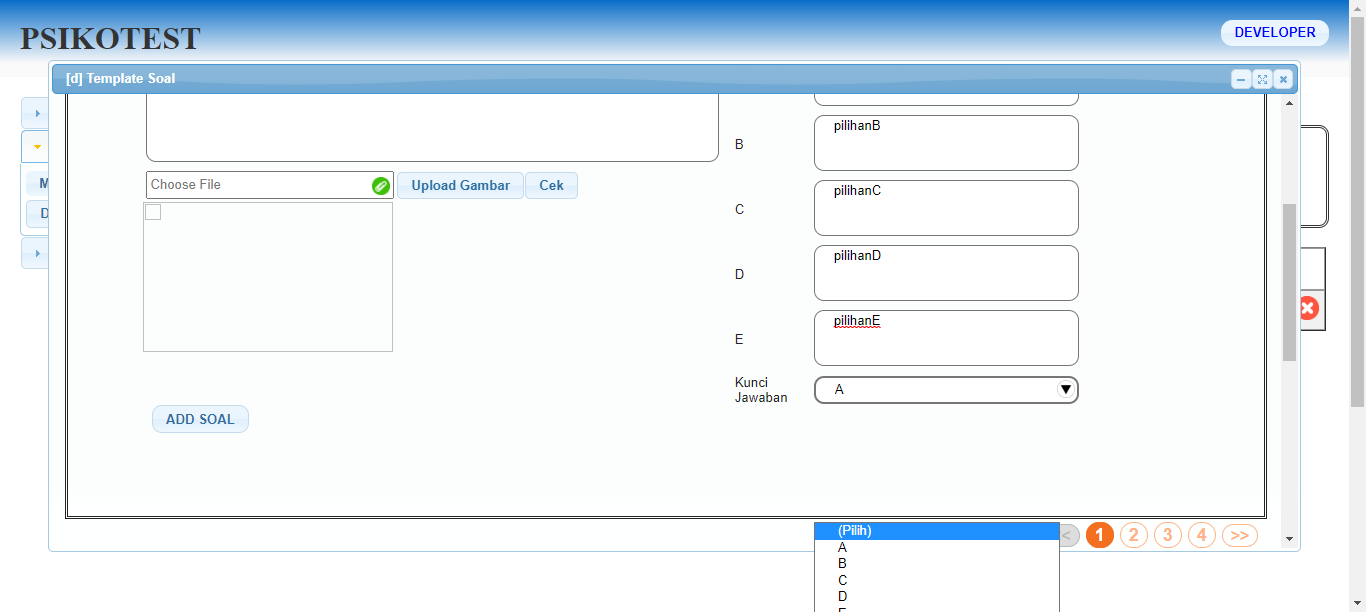 PSIKOTEST
DEVELOPER
[d] Template Soal
M
D
B
pilihanB
Choose File
Upload Gambar
Cek
C
pilihanC
D
pilihanD
E
pilihanE
Kunci
Jawaban
A
ADD SOAL
(Pilih)
A
B
C
D
E
<
1
2
3
4
>>